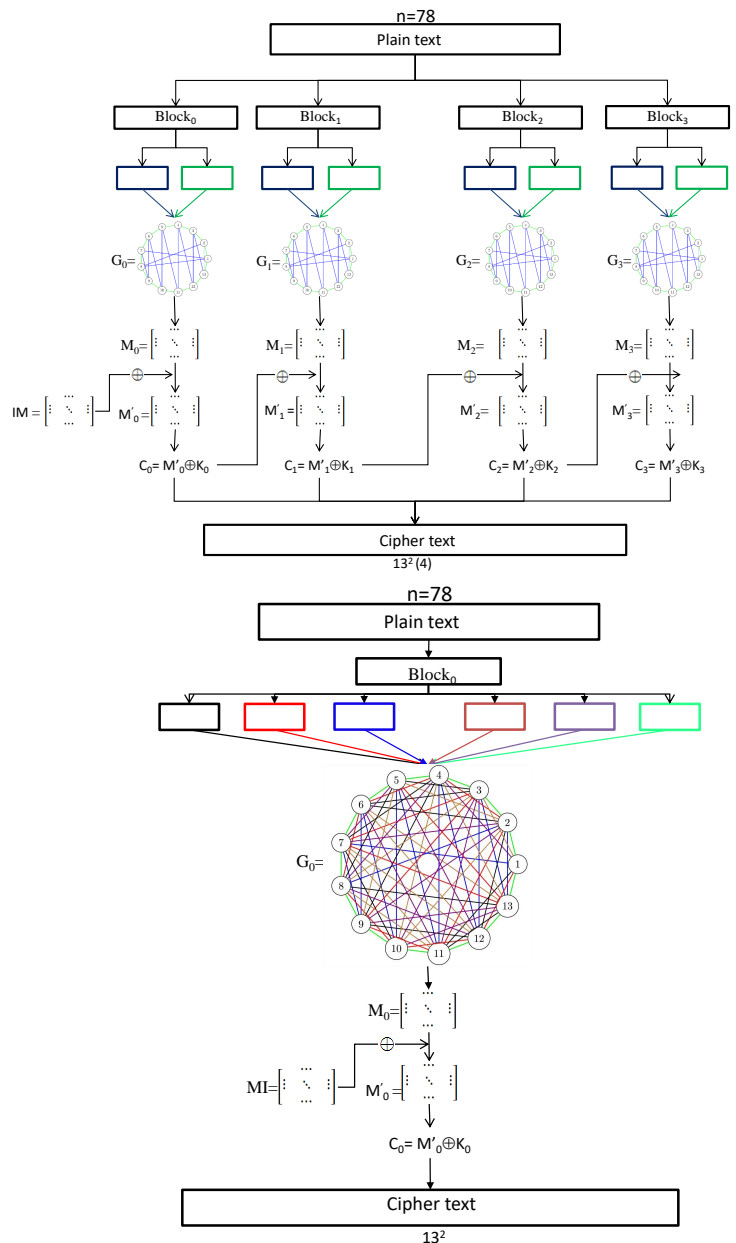 n=78
Plain text
Block₀ Block₁ Block₂ Block₃
G₀= G₁= G₂= G₃=
M₀= M₁= M₂= M₃=
⊕ ⊕ ⊕ ⊕
IM = M'₀= M'₁ = M'₂= M'₃=
C₀= M'₀⊕K₀ C₁= M'₁⊕K₁ C₂= M'₂⊕K₂ C₃= M'₃⊕K₃
Cipher text
13² (4)
n=78
Plain text
Block₀
4
5
3
6
2
7
G₀=
1
8
13
9
12
10
11
M₀=
⊕
MI= M'₀ =
C₀= M'₀⊕K₀
Cipher text
13²